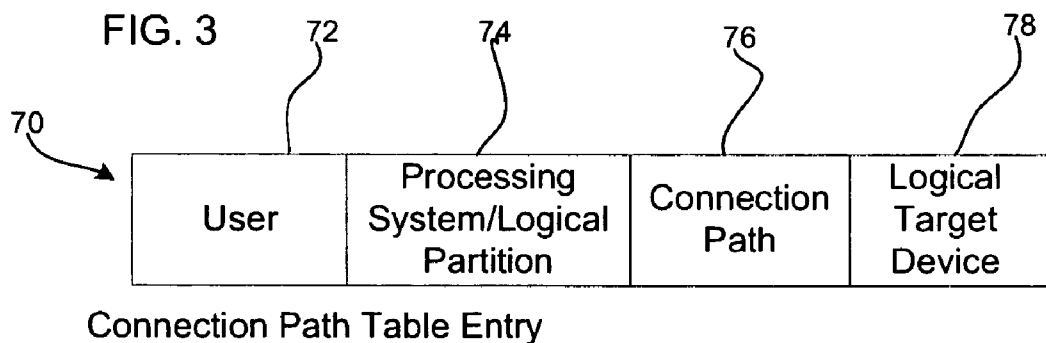 FIG. 3
72
74
76
78
70
User
Processing
System/Logical
Partition
Connection
Path
Logical
Target
Device
Connection Path Table Entry